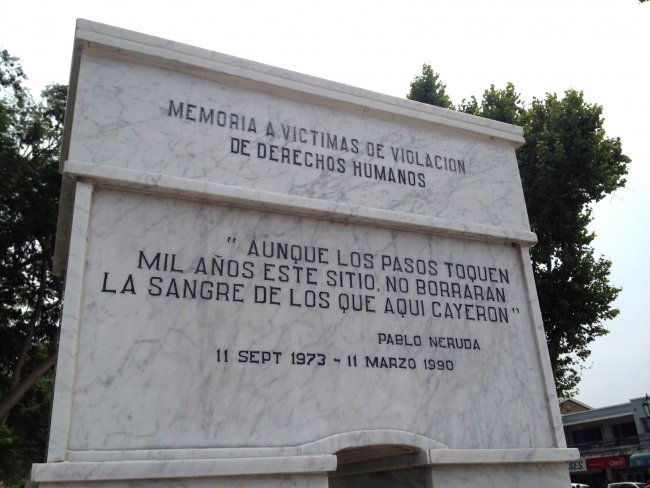 MEMORIA A VICTIMAS DE VIOLACION
DE DERECHOS HUMANOS
" AUNQUE LOS PASOS TOQUEN
MIL AÑOS ESTE SITIO, NO BORRARAN
LA SANGRE DE LOS QUE AQUI CAYERON"
PABLO NERUDA
11 SEPT 1973 - 11 MARZO 1990
Claro